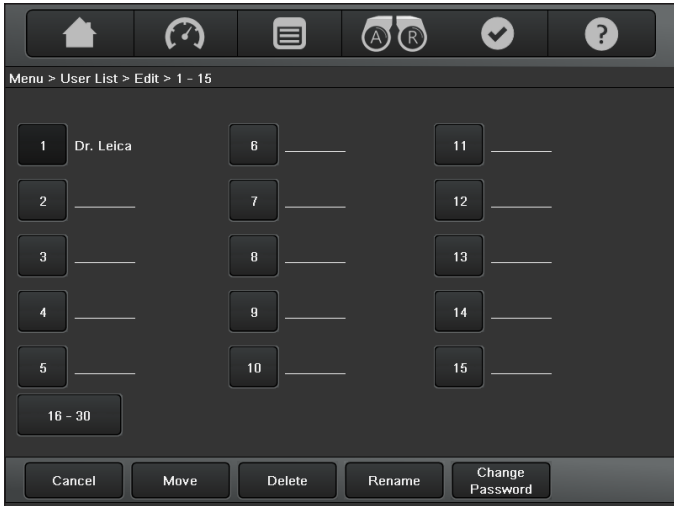 A R ?
Menu > User List > Edit > 1 - 15
1 Dr. Leica 6 11
2 7 12
3 8 13
4 9 14
5 10 15
16 - 30
Cancel Move Delete Rename Change
Password